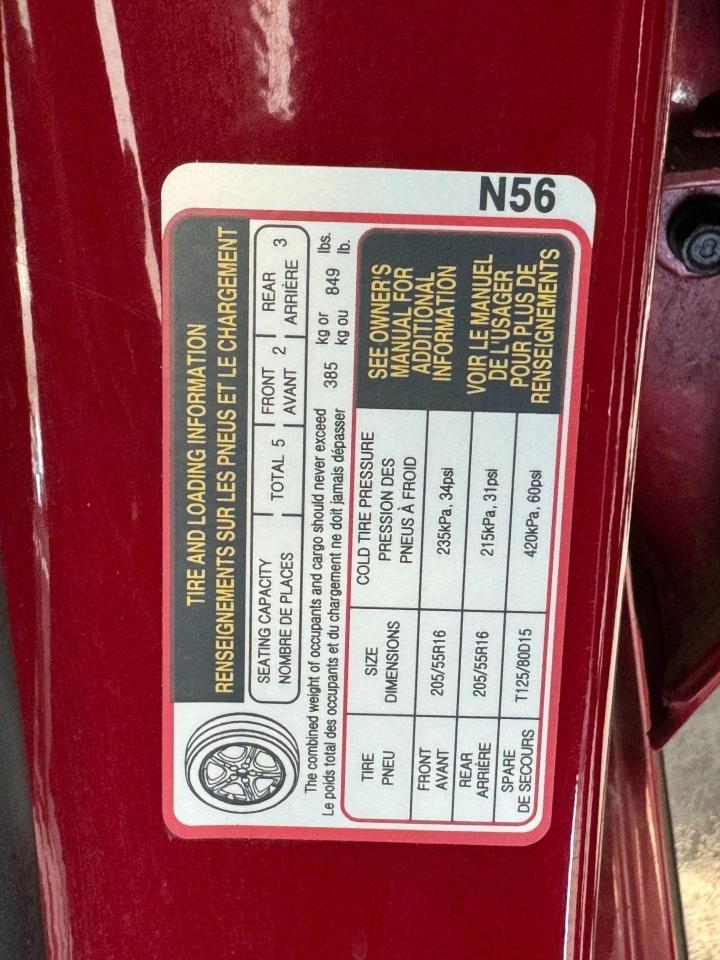 TIRE AND LOADING INFORMATION
RENSEIGNEMENTS SUR LES PNEUS ET LE CHARGEMENT
SEATING CAPACITY
NOMBRE DE PLACES
TOTAL 5
FRONT
AVANT
2
REAR
ARRIÈRE
3
The combined weight of occupants and cargo should never exceed 385 kg or 849 lbs.
Le poids total des occupants et du chargement ne doit jamais dépasser kg ou lb.
TIRE
PNEU
SIZE
DIMENSIONS
COLD TIRE PRESSURE
PRESSION DES
PNEUS À FROID
FRONT
AVANT
205/55R16
235kPa, 34psi
REAR
ARRIÈRE
205/55R16
215kPa, 31psi
SPARE
DE SECOURS
T125/80D15
420kPa, 60psi
SEE OWNER'S
MANUAL FOR
ADDITIONAL
INFORMATION
VOIR LE MANUEL
DE L'USAGER
POUR PLUS DE
RENSEIGNEMENTS
N56